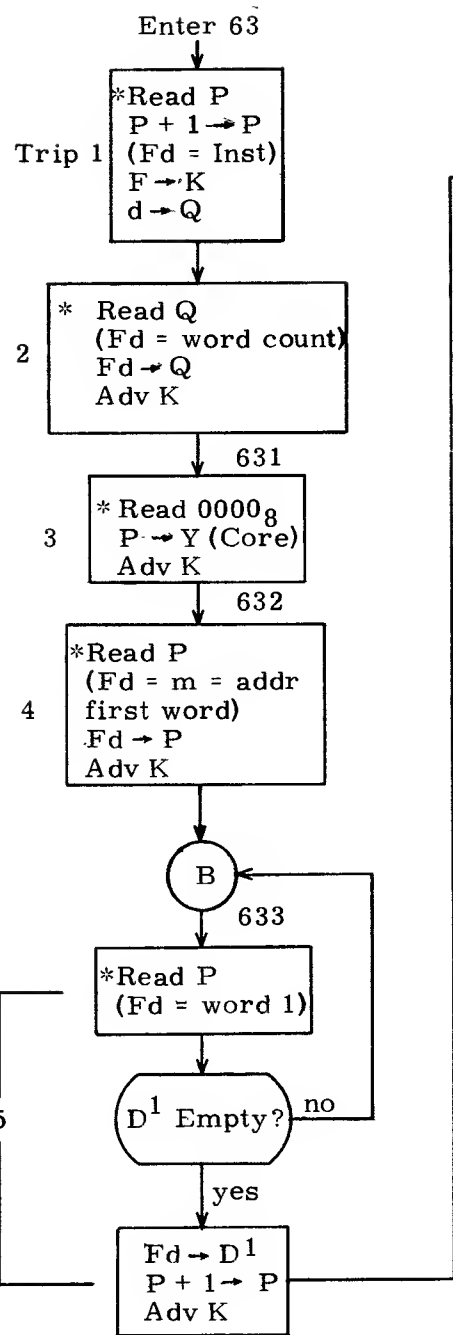 Enter 63
*Read P
P + 1 → P
Trip 1
(Fd = Inst)
F → K
d → Q
* Read Q
(Fd = word count)
2
Fd → Q
Adv K
631
* Read 0000₈
3
P → Y (Core)
Adv K
632
*Read P
(Fd = m = addr
4
first word)
Fd → P
Adv K
B
633
*Read P
(Fd = word 1)
D¹ Empty?
no
yes
Fd → D¹
P + 1 → P
Adv K